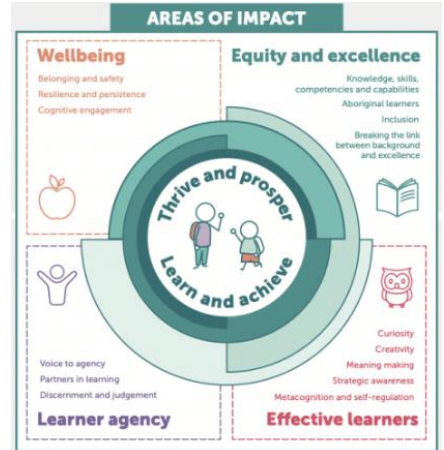 AREAS OF IMPACT
Wellbeing
Belonging and safety
Resilience and persistence
Cognitive engagement
Equity and excellence
Knowledge, skills,
competencies and capabilities
Aboriginal learners
Inclusion
Breaking the link
between background
and excellence
Thrive and prosper
Learn and achieve
Voice to agency
Partners in learning
Discernment and judgement
Learner agency
Curiosity
Creativity
Meaning making
Strategic awareness
Metacognition and self-regulation
Effective learners